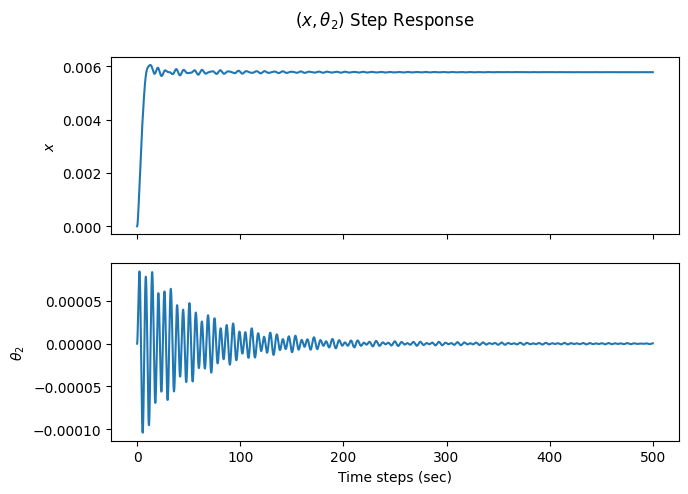 (x, θ₂) Step Response
0.006
0.004
0.002
0.000
x
0.00005
0.00000
−0.00005
−0.00010
θ₂
0 100 200 300 400 500
Time steps (sec)